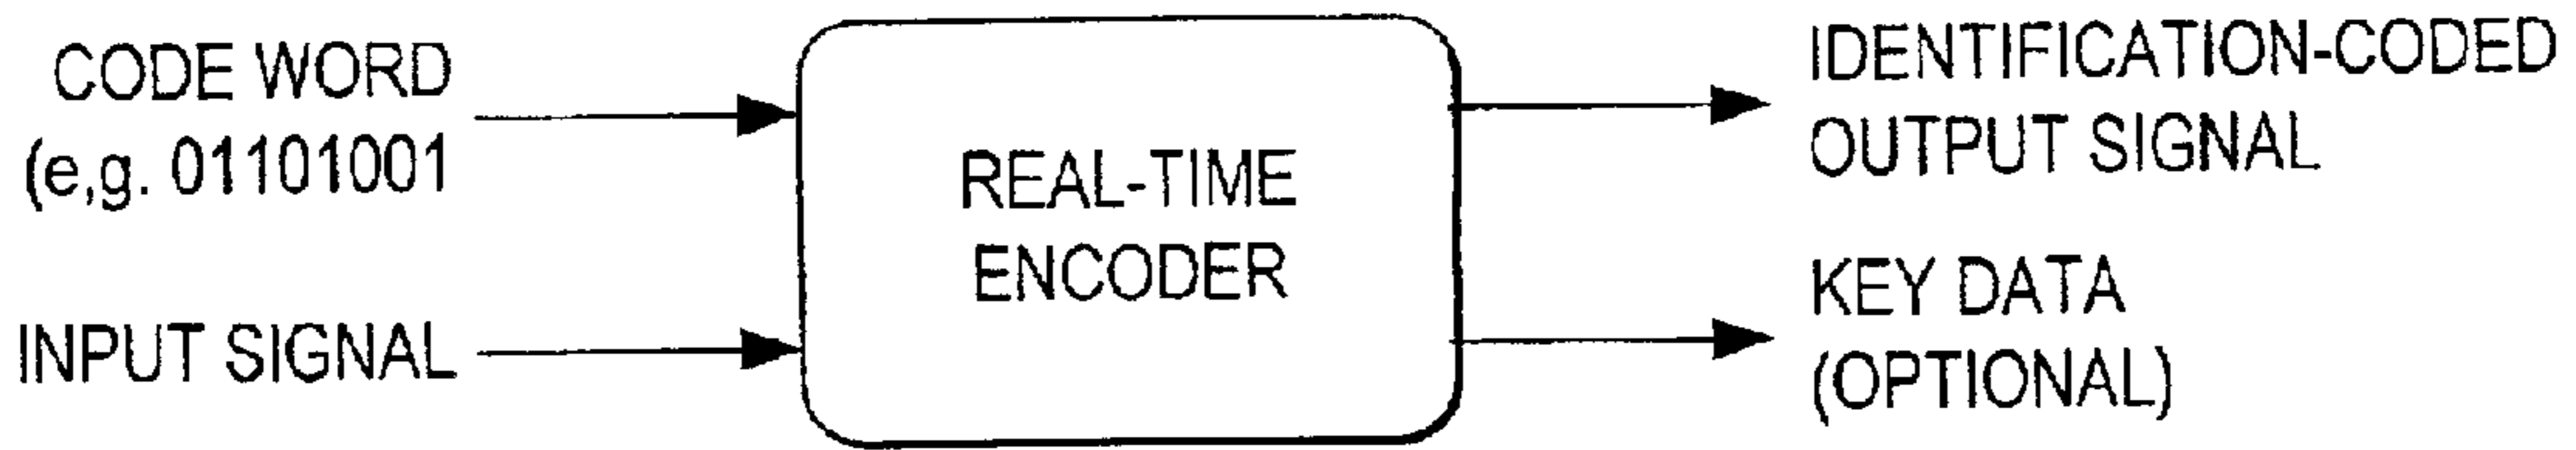 CODE WORD
(e,g. 01101001
INPUT SIGNAL
REAL-TIME
ENCODER
IDENTIFICATION-CODED
OUTPUT SIGNAL
KEY DATA
(OPTIONAL)